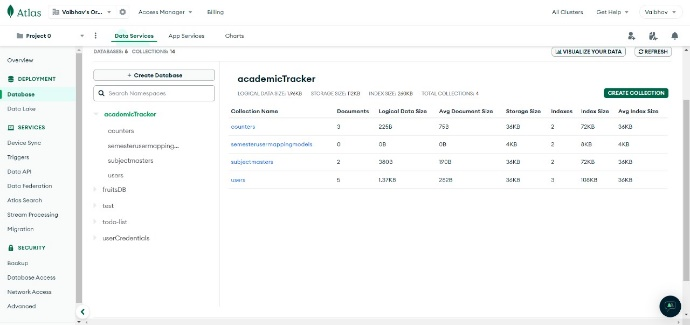 Atlas
Vaibhav's Or...
Access Manager
Billing
All Clusters
Get Help
Vaibhav
Project 0
Data Services
App Services
Charts
Overview
DEPLOYMENT
Database
Data Lake
SERVICES
Device Sync
Triggers
Data API
Data Federation
Atlas Search
Stream Processing
Migration
SECURITY
Backup
Database Access
Network Access
Advanced
DATABASES: 6 COLLECTIONS: 14
VISUALIZE YOUR DATA
REFRESH
+ Create Database
Search Namespaces
academicTracker
counters
semesterusermapping...
subjectmasters
users
fruitsDB
test
todo-list
userCredentials
academicTracker
LOGICAL DATA SIZE: 1.96KB STORAGE SIZE: 112KB INDEX SIZE: 260KB TOTAL COLLECTIONS: 4
CREATE COLLECTION
Collection Name Documents Logical Data Size Avg Document Size Storage Size Indexes Index Size Avg Index Size
counters 3 225B 75B 36KB 2 72KB 36KB
semesterusermappingmodels 0 0B 0B 4KB 2 8KB 4KB
subjectmasters 2 380B 190B 36KB 2 72KB 36KB
users 5 1.37KB 282B 36KB 3 108KB 36KB